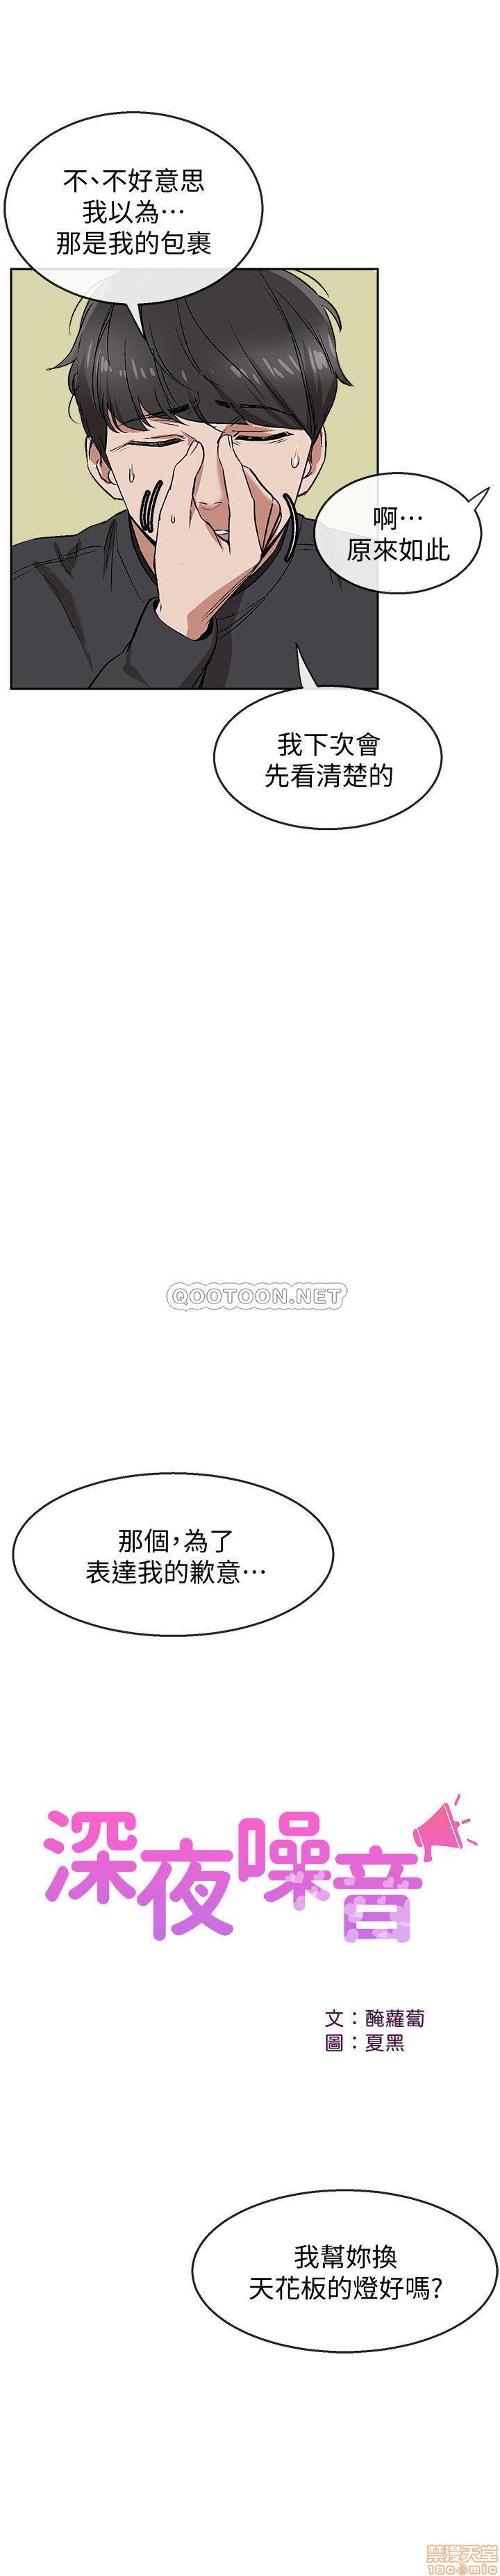 不、不好意思
我以為…
那是我的包裹
啊…
原來如此
我下次會
先看清楚的
QOOTOON.NET
那個，為了
表達我的歉意…
深夜噪音
文：醃蘿蔔
圖：夏黑
我幫妳換
天花板的燈好嗎?
禁漫天堂
18comic